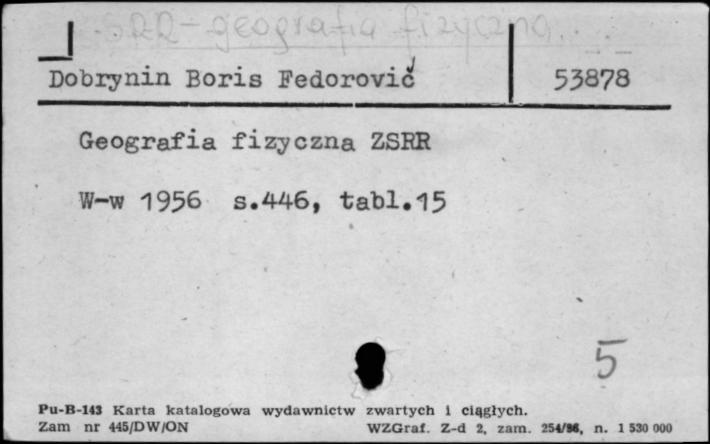 SRR - geografia fizyczna
Dobrynin Boris Fedorovič 53878
Geografia fizyczna ZSRR
W-w 1956 s.446, tabl.15
5
Pu-B-143 Karta katalogowa wydawnictw zwartych i ciągłych.
Zam nr 445/DW/ON WZGraf. Z-d 2, zam. 254/86, n. 1 530 000